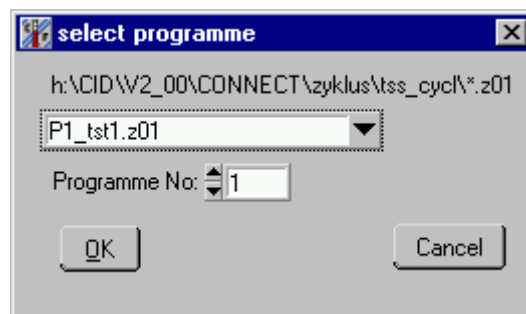 select programme
h:\CID\V2_00\CONNECT\zyklus\tss_cycl\*.z01
P1_tst1.z01
Programme No: 1
OK Cancel